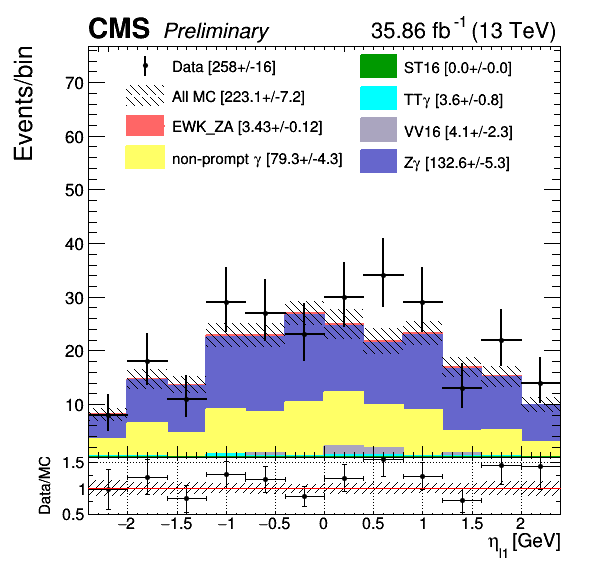 CMS Preliminary 35.86 fb⁻¹ (13 TeV)
Events/bin
Data [258+/-16]
All MC [223.1+/-7.2]
EWK_ZA [3.43+/-0.12]
non-prompt γ [79.3+/-4.3]
ST16 [0.0+/-0.0]
TTγ [3.6+/-0.8]
VV16 [4.1+/-2.3]
Zγ [132.6+/-5.3]
70
60
50
40
30
20
10
Data/MC
1.5
1
0.5
−2 −1.5 −1 −0.5 0 0.5 1 1.5 2
η_l1 [GeV]